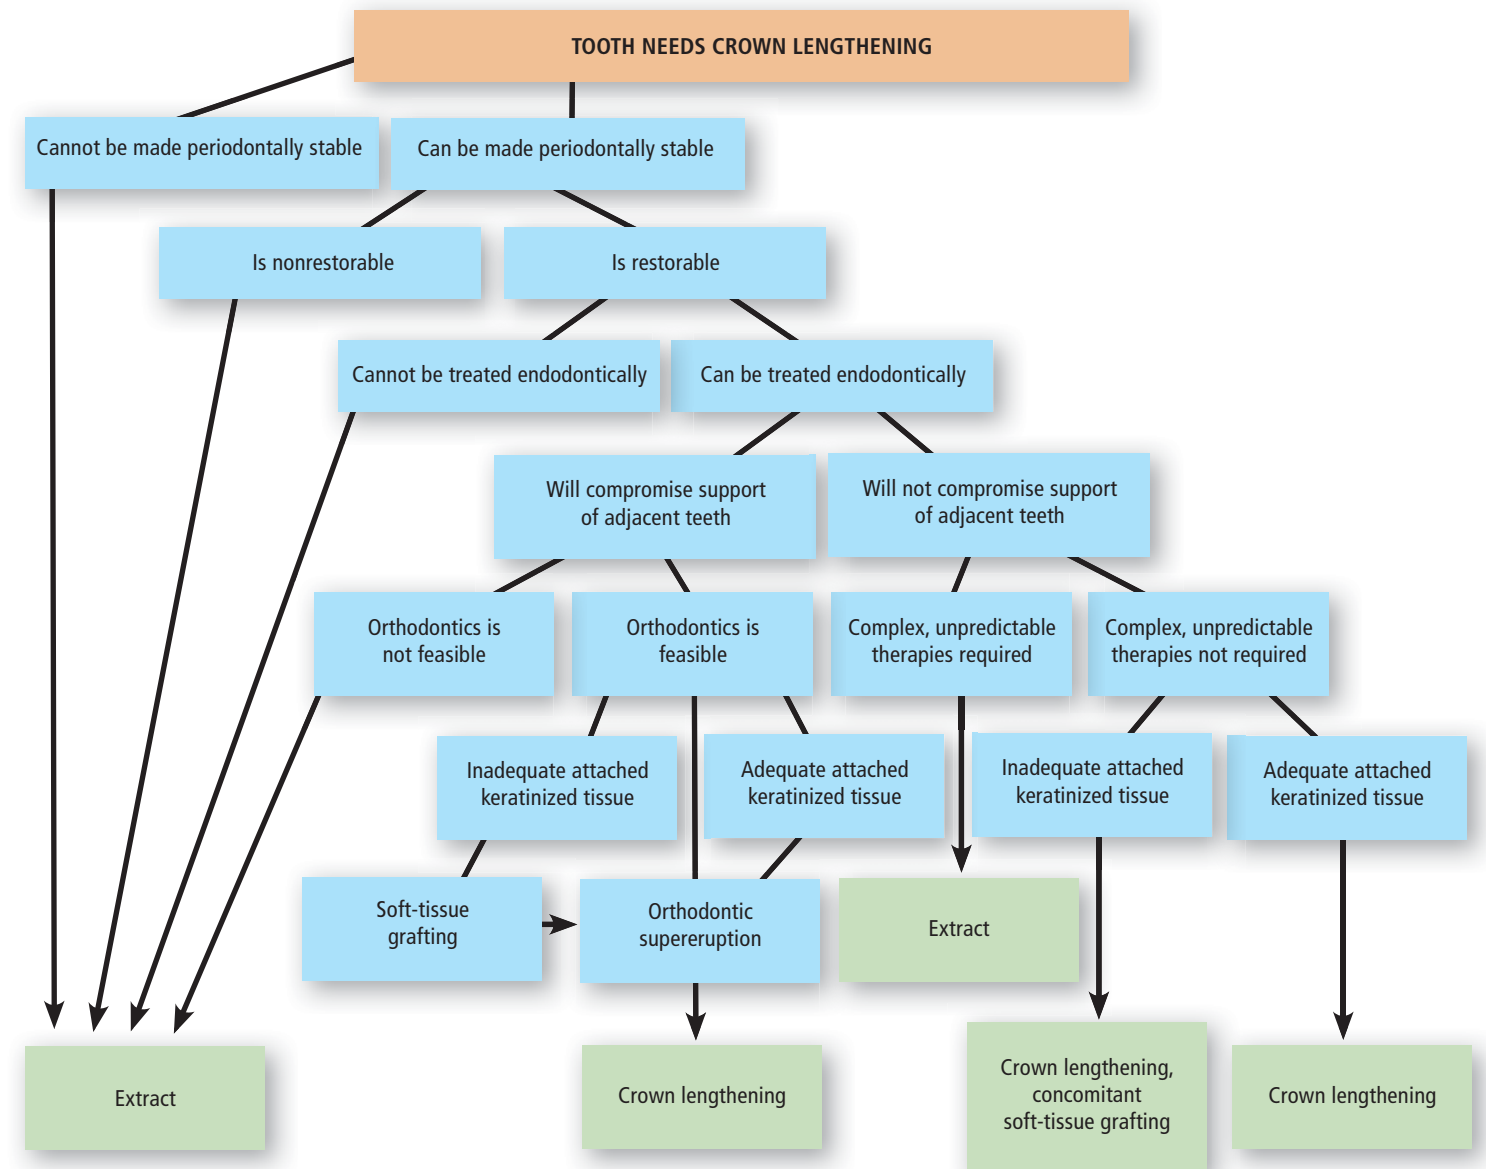 TOOTH NEEDS CROWN LENGTHENING
Cannot be made periodontally stable
Can be made periodontally stable
Is nonrestorable
Is restorable
Cannot be treated endodontically
Can be treated endodontically
Will compromise support
of adjacent teeth
Will not compromise support
of adjacent teeth
Orthodontics is
not feasible
Orthodontics is
feasible
Complex, unpredictable
therapies required
Complex, unpredictable
therapies not required
Inadequate attached
keratinized tissue
Adequate attached
keratinized tissue
Inadequate attached
keratinized tissue
Adequate attached
keratinized tissue
Soft-tissue
grafting
Orthodontic
supereruption
Extract
Extract
Crown lengthening
Crown lengthening,
concomitant
soft-tissue grafting
Crown lengthening